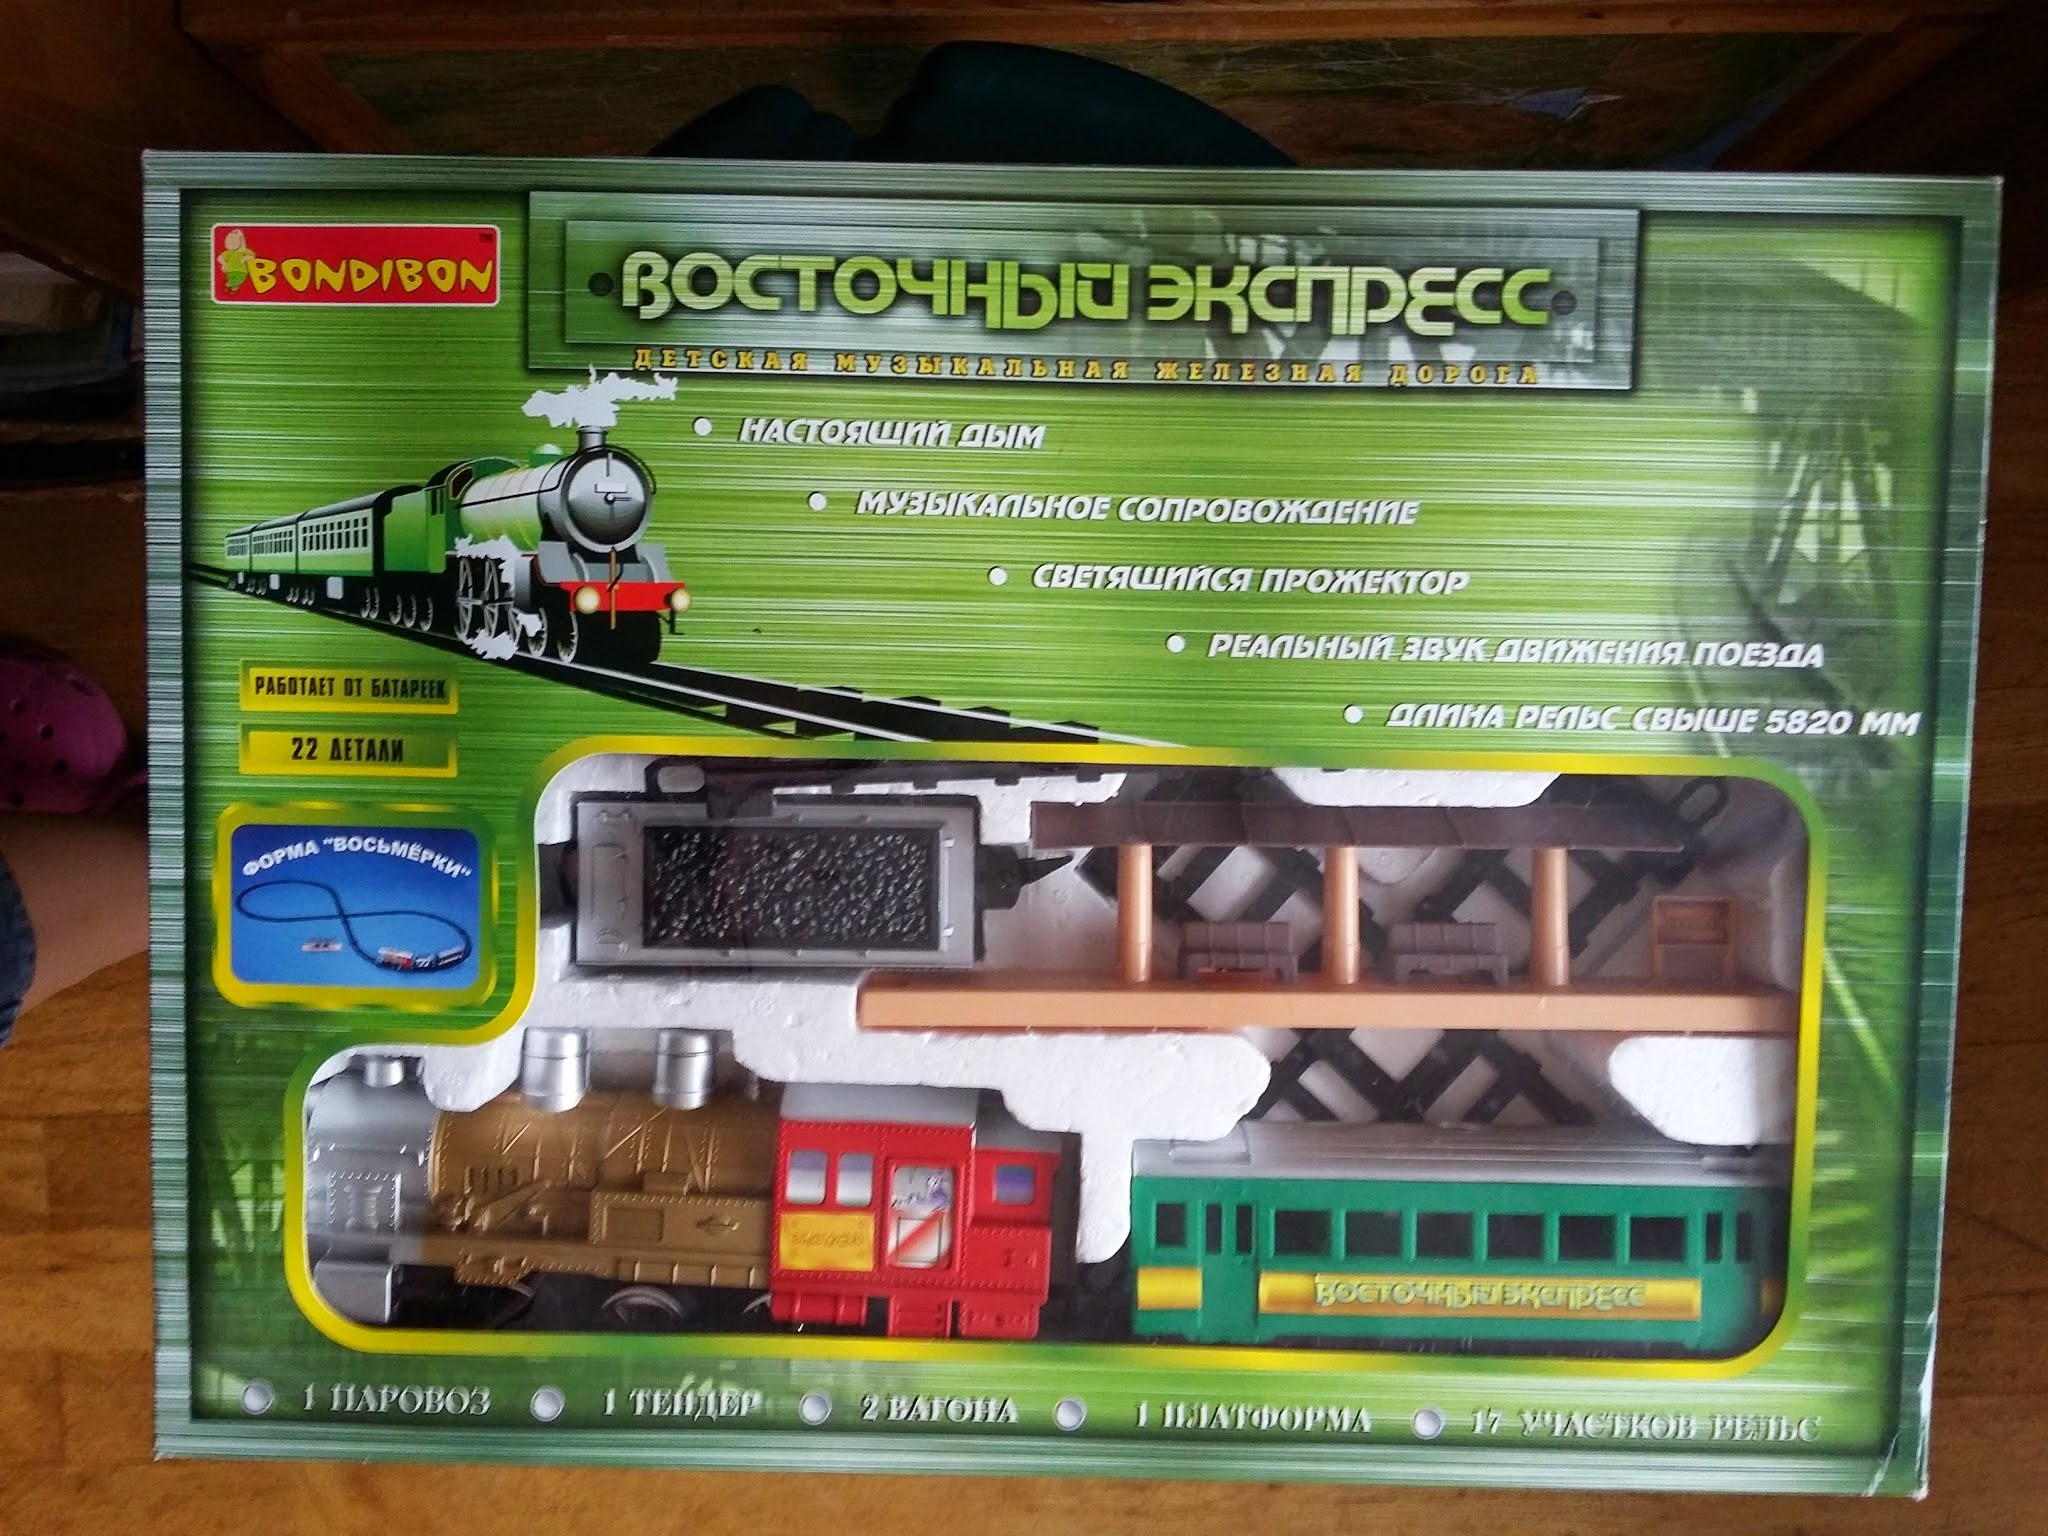 BONDIBON
TM
ВОСТОЧНЫЙ ЭКСПРЕСС
ДЕТСКАЯ МУЗЫКАЛЬНАЯ ЖЕЛЕЗНАЯ ДОРОГА
НАСТОЯЩИЙ ДЫМ
МУЗЫКАЛЬНОЕ СОПРОВОЖДЕНИЕ
СВЕТЯЩИЙСЯ ПРОЖЕКТОР
РЕАЛЬНЫЙ ЗВУК ДВИЖЕНИЯ ПОЕЗДА
ДЛИНА РЕЛЬС СВЫШЕ 5820 ММ
РАБОТАЕТ ОТ БАТАРЕЕК
22 ДЕТАЛИ
ФОРМА "ВОСЬМЁРКИ"
ВОСТОЧНЫЙ ЭКСПРЕСС
1 ПАРОВОЗ
1 ТЕНДЕР
2 ВАГОНА
1 ПЛАТФОРМА
17 УЧАСТКОВ РЕЛЬС